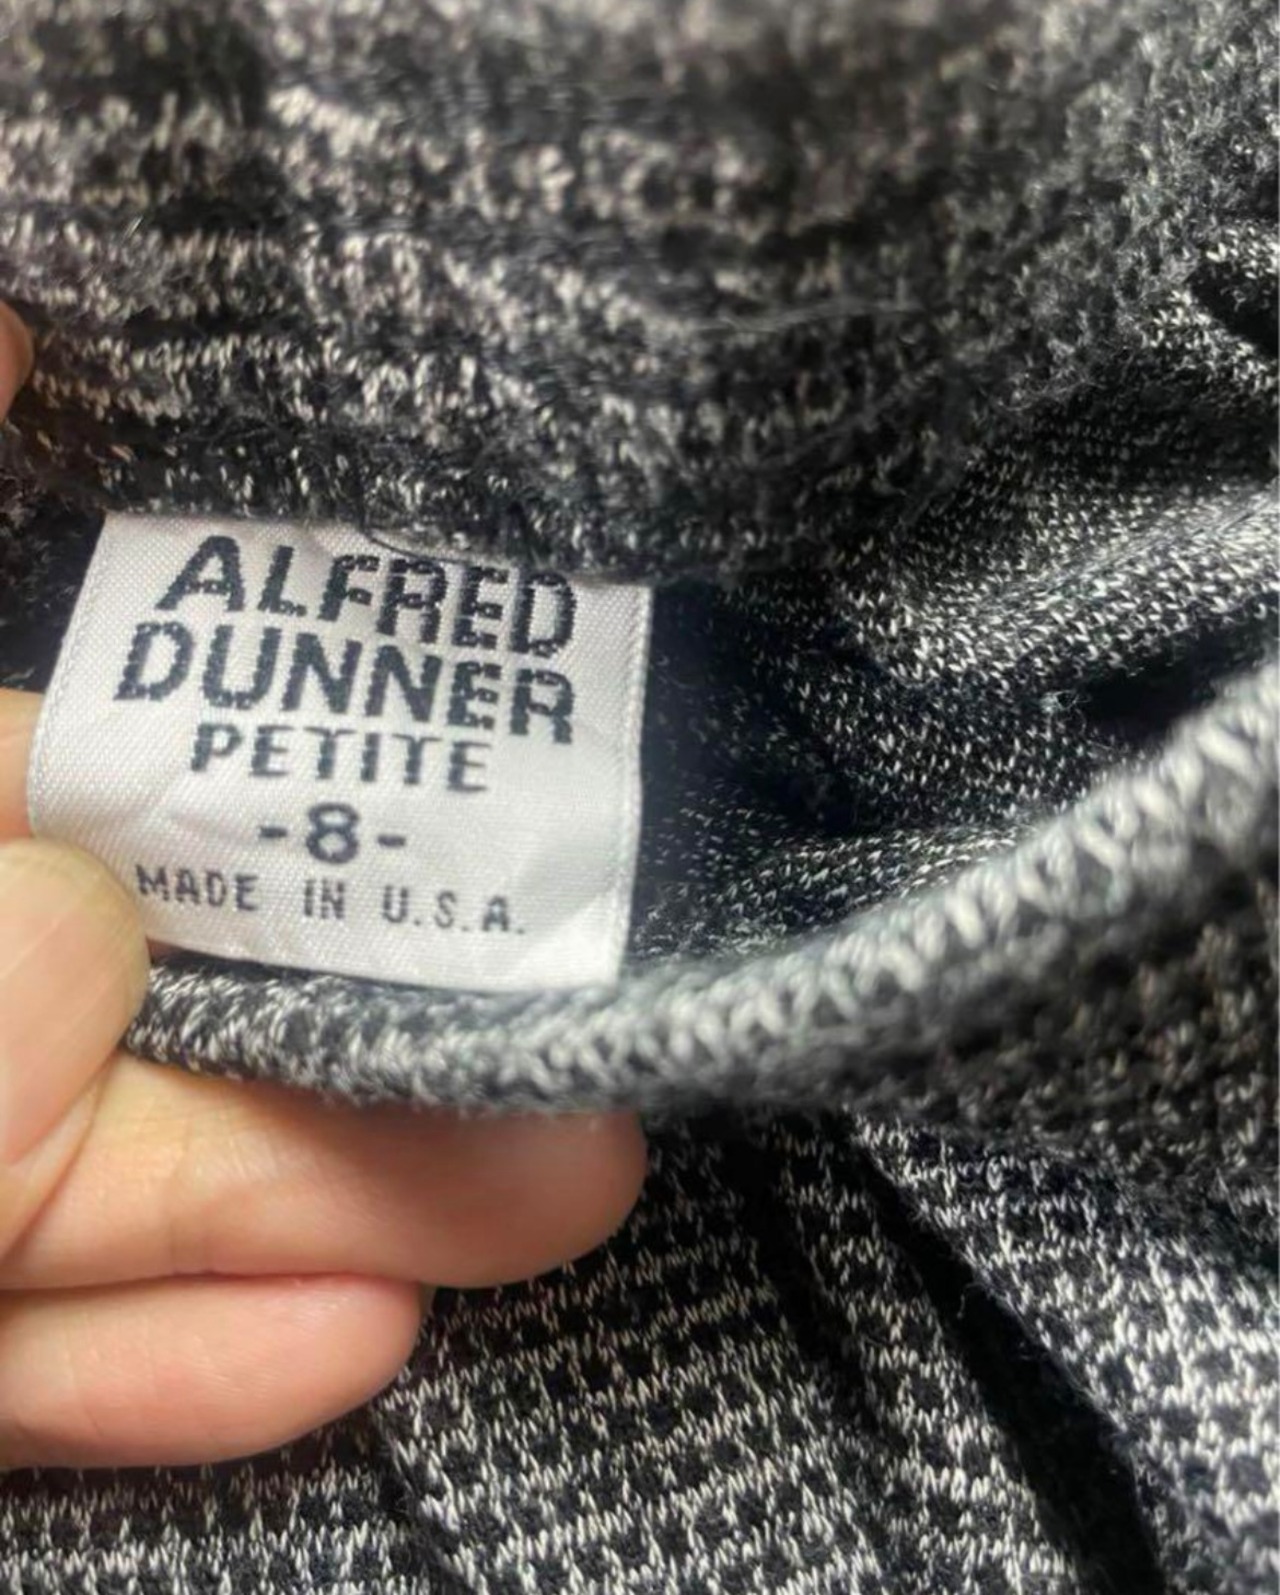 ALFRED
DUNNER
PETITE
-8-
MADE IN U.S.A.